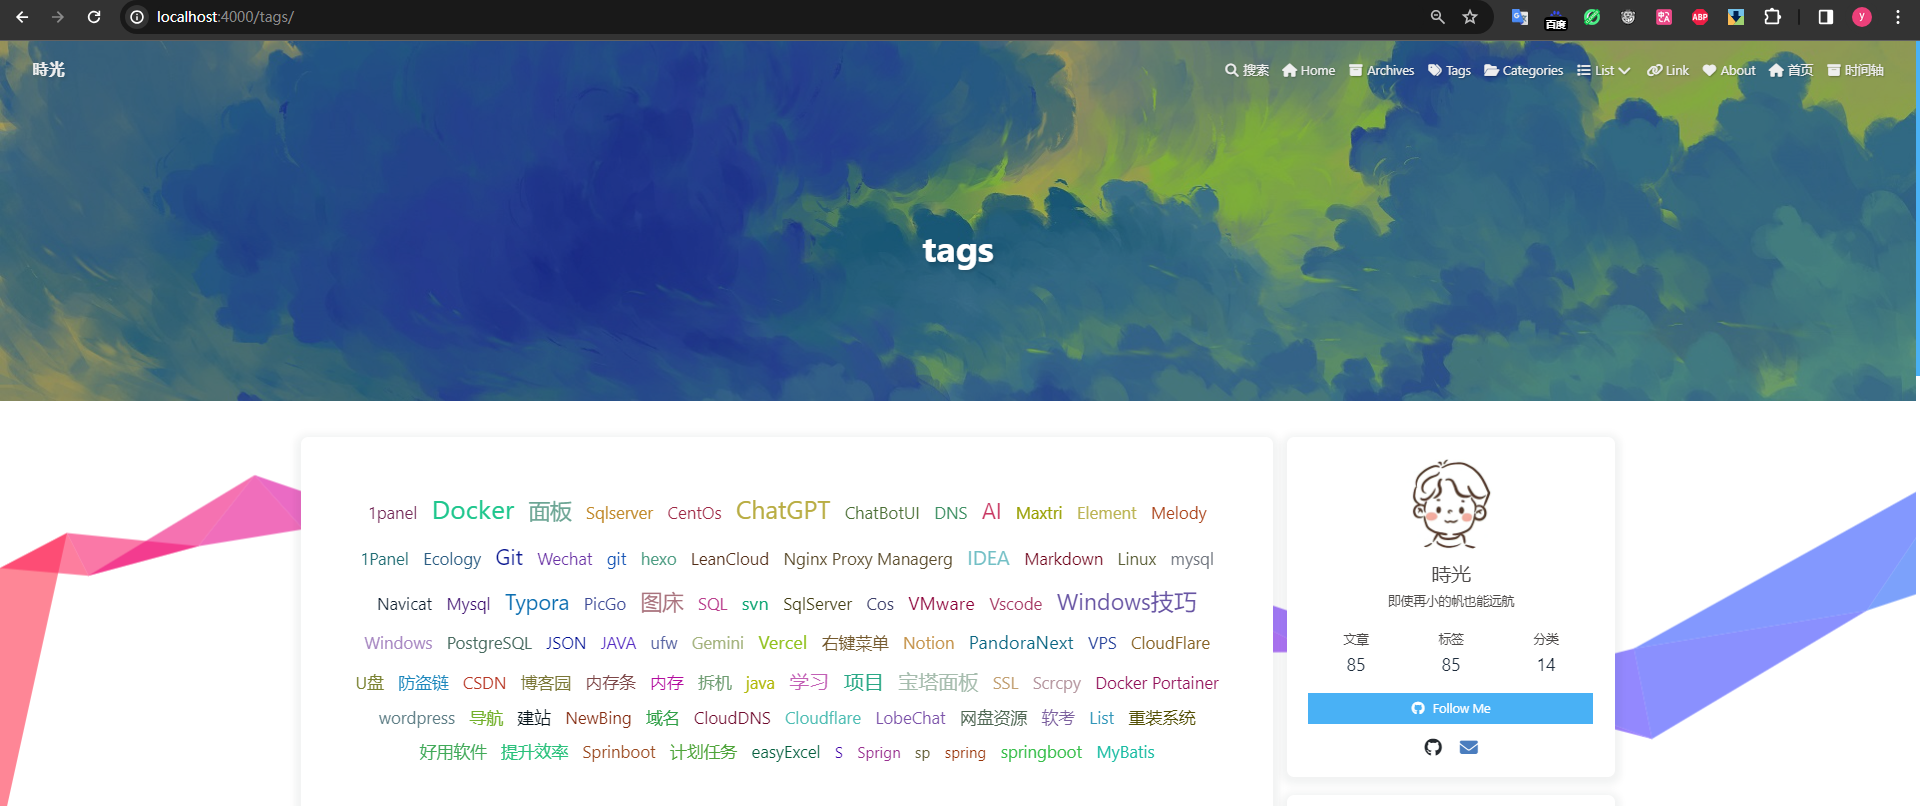 localhost:4000/tags/
百度
ABP
y
時光
搜索 Home Archives Tags Categories List Link About 首页 时间轴
tags
1panel Docker 面板 Sqlserver CentOs ChatGPT ChatBotUI DNS AI Maxtri Element Melody
1Panel Ecology Git Wechat git hexo LeanCloud Nginx Proxy Managerg IDEA Markdown Linux mysql
Navicat Mysql Typora PicGo 图床 SQL svn SqlServer Cos VMware Vscode Windows技巧
Windows PostgreSQL JSON JAVA ufw Gemini Vercel 右键菜单 Notion PandoraNext VPS CloudFlare
U盘 防盗链 CSDN 博客园 内存条 内存 拆机 java 学习 项目 宝塔面板 SSL Scrcpy Docker Portainer
wordpress 导航 建站 NewBing 域名 CloudDNS Cloudflare LobeChat 网盘资源 软考 List 重装系统
好用软件 提升效率 Sprinboot 计划任务 easyExcel S Sprign sp spring springboot MyBatis
時光
即使再小的帆也能远航
文章 标签 分类
85 85 14
Follow Me